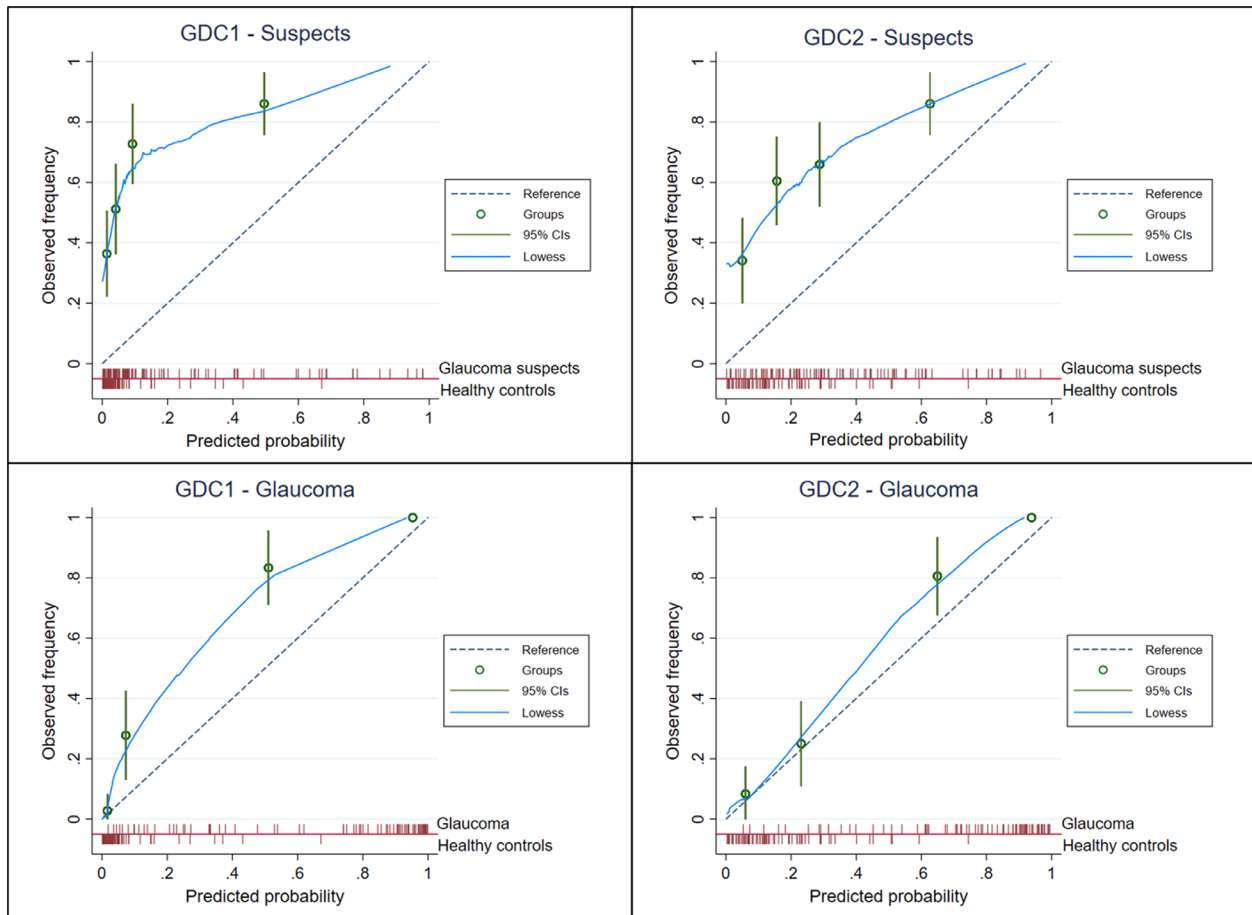 GDC1 - Suspects
Observed frequency
0 .2 .4 .6 .8 1
Reference
Groups
95% CIs
Lowess
Glaucoma suspects
Healthy controls
0 .2 .4 .6 .8 1
Predicted probability
GDC2 - Suspects
Observed frequency
0 .2 .4 .6 .8 1
Reference
Groups
95% CIs
Lowess
Glaucoma suspects
Healthy controls
0 .2 .4 .6 .8 1
Predicted probability
GDC1 - Glaucoma
Observed frequency
0 .2 .4 .6 .8 1
Reference
Groups
95% CIs
Lowess
Glaucoma
Healthy controls
0 .2 .4 .6 .8 1
Predicted probability
GDC2 - Glaucoma
Observed frequency
0 .2 .4 .6 .8 1
Reference
Groups
95% CIs
Lowess
Glaucoma
Healthy controls
0 .2 .4 .6 .8 1
Predicted probability